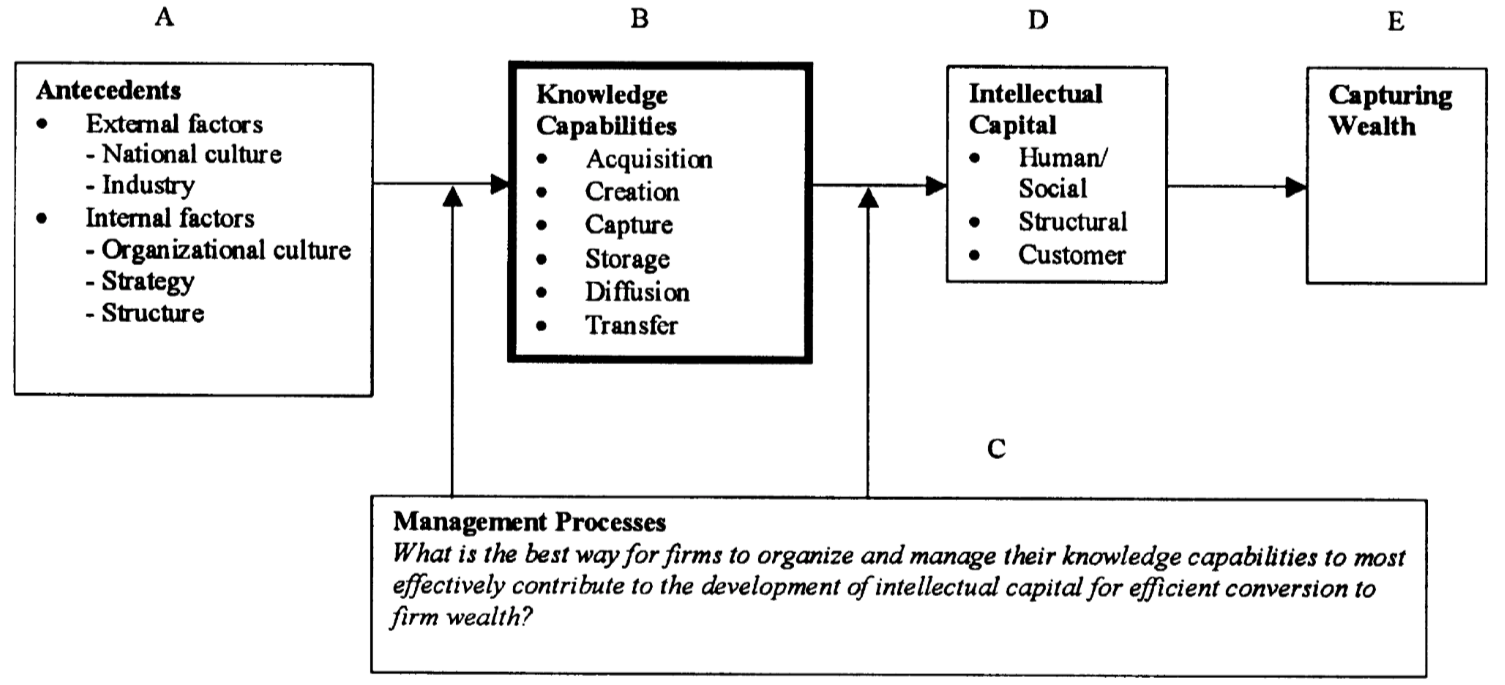 A
B
D
E
Antecedents
• External factors
- National culture
- Industry
• Internal factors
- Organizational culture
- Strategy
- Structure
Knowledge
Capabilities
• Acquisition
• Creation
• Capture
• Storage
• Diffusion
• Transfer
Intellectual
Capital
• Human/
Social
• Structural
• Customer
Capturing
Wealth
C
Management Processes
What is the best way for firms to organize and manage their knowledge capabilities to most
effectively contribute to the development of intellectual capital for efficient conversion to
firm wealth?